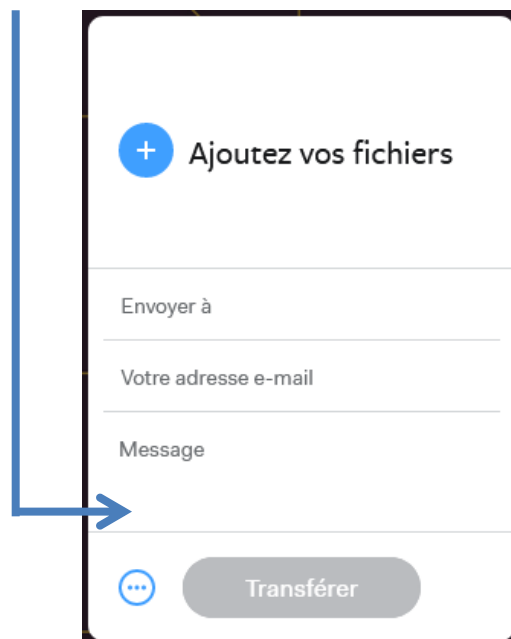 Ajoutez vos fichiers
Envoyer à
Votre adresse e-mail
Message
Transférer